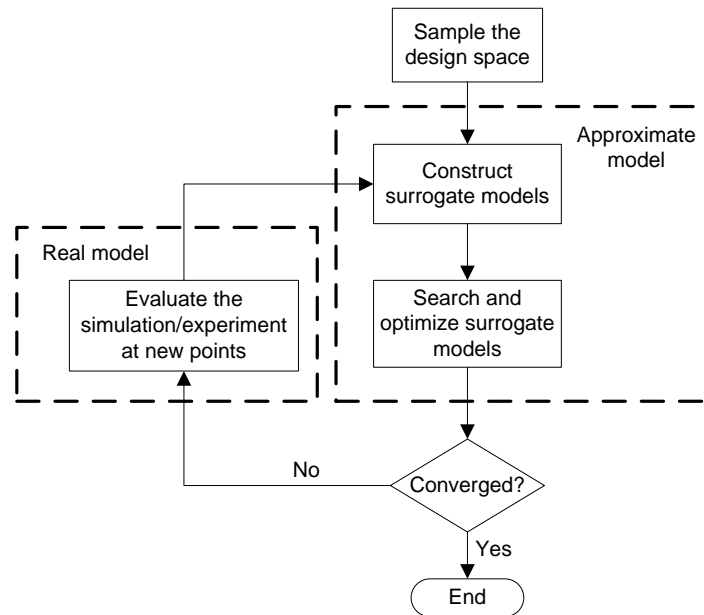 Sample the
design space
Approximate
model
Construct
surrogate models
Real model
Evaluate the
simulation/experiment
at new points
Search and
optimize surrogate
models
No
Converged?
Yes
End